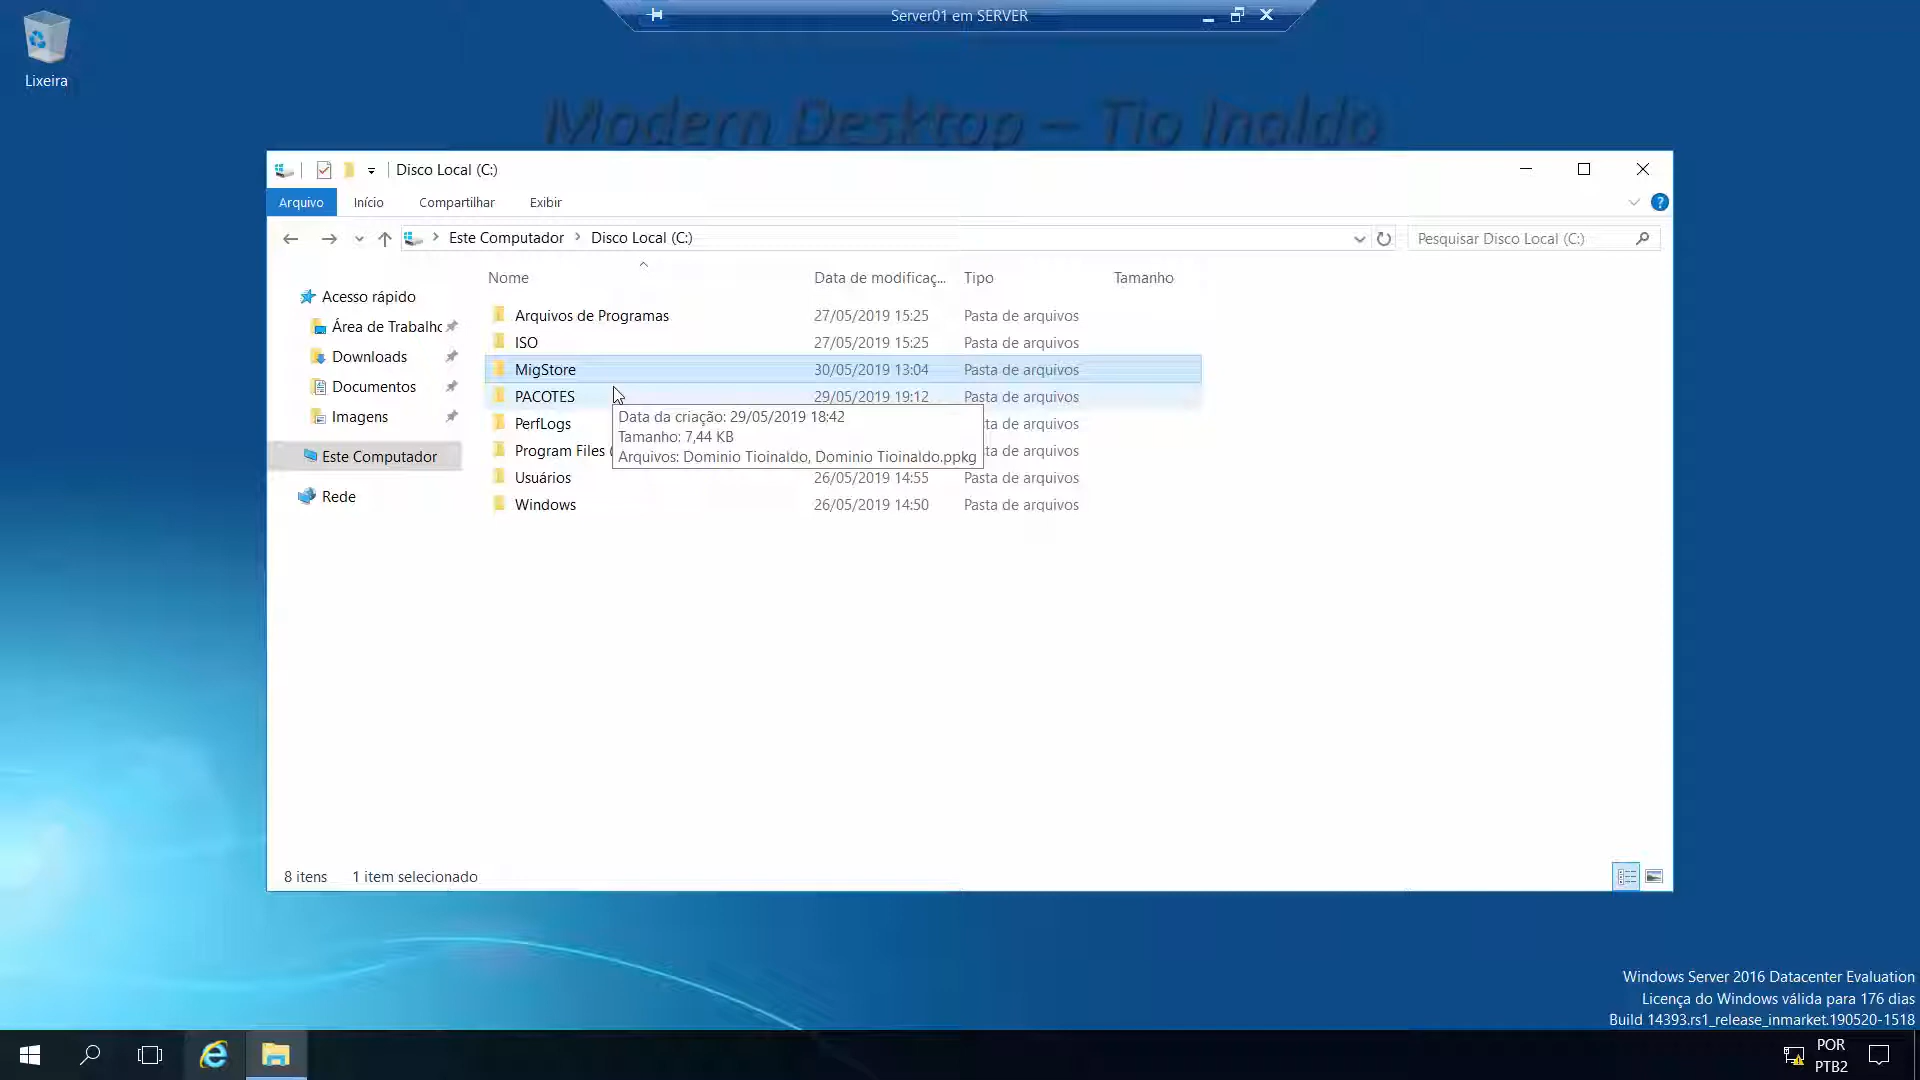 Server01 em SERVER
Lixeira
Modern Desktop – Tio Inaldo
Disco Local (C:)
Arquivo Início Compartilhar Exibir
Este Computador Disco Local (C:)
Pesquisar Disco Local (C:)
Nome Data de modificaç... Tipo Tamanho
Acesso rápido
Área de Trabalho
Downloads
Documentos
Imagens
Este Computador
Rede
Arquivos de Programas 27/05/2019 15:25 Pasta de arquivos
ISO 27/05/2019 15:25 Pasta de arquivos
MigStore 30/05/2019 13:04 Pasta de arquivos
PACOTES 29/05/2019 19:12 Pasta de arquivos
PerfLogs sta de arquivos
Program Files ( sta de arquivos
Usuários 26/05/2019 14:55 Pasta de arquivos
Windows 26/05/2019 14:50 Pasta de arquivos
Data da criação: 29/05/2019 18:42
Tamanho: 7,44 KB
Arquivos: Dominio Tioinaldo, Dominio Tioinaldo.ppkg
8 itens 1 item selecionado
Windows Server 2016 Datacenter Evaluation
Licença do Windows válida para 176 dias
Build 14393.rs1_release_inmarket.190520-1518
POR
PTB2